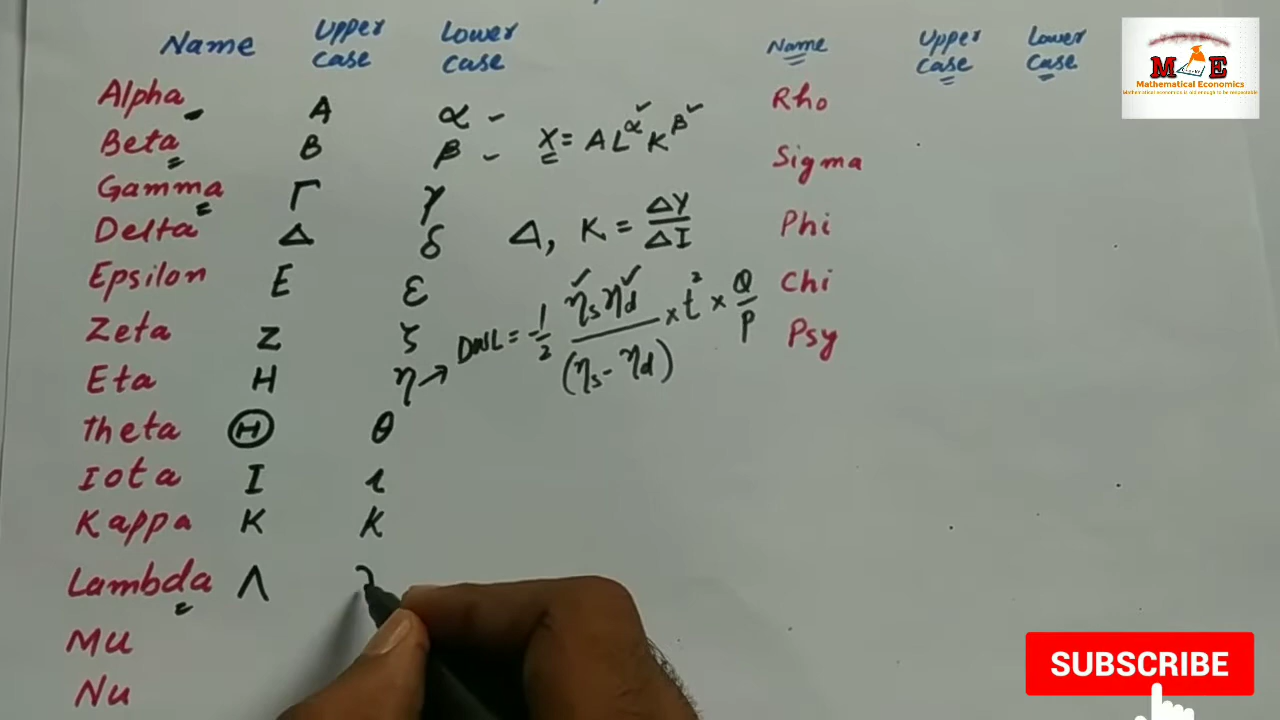 Name Upper case Lower case
Alpha A α
Beta B β X = A L^α K^β
Gamma Γ γ
Delta Δ δ Δ, K = ΔY/ΔI
Epsilon E ε
Zeta Z ζ DWL = -1/2 ηs ηd/(ηs - ηd) × t² × Q/P
Eta H η →
Theta Θ θ
Iota I ι
Kappa K k
Lambda Λ
Mu
Nu
Name Upper case Lower case
Rho
Sigma
Phi
Chi
Psy
M E
Mathematical Economics
SUBSCRIBE